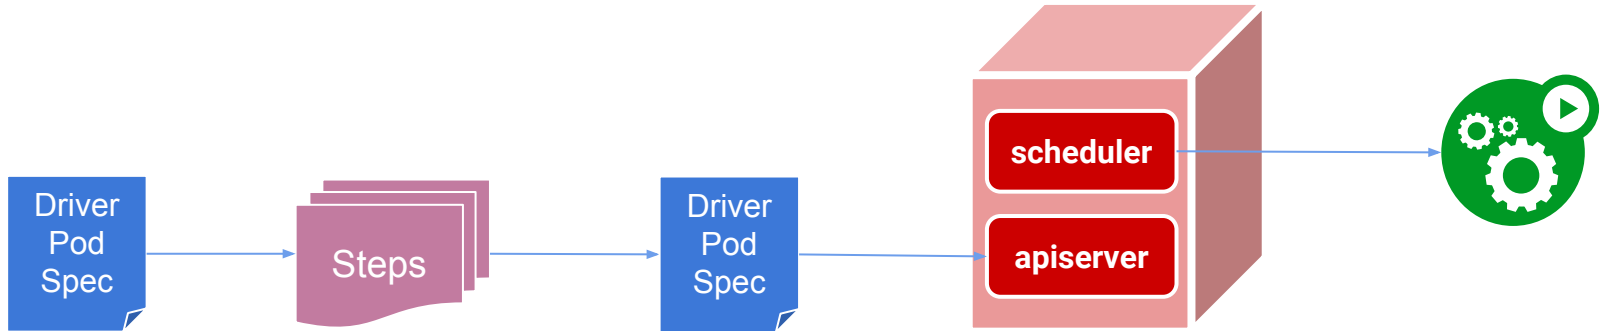 Driver
Pod
Spec
Steps
Driver
Pod
Spec
scheduler
apiserver